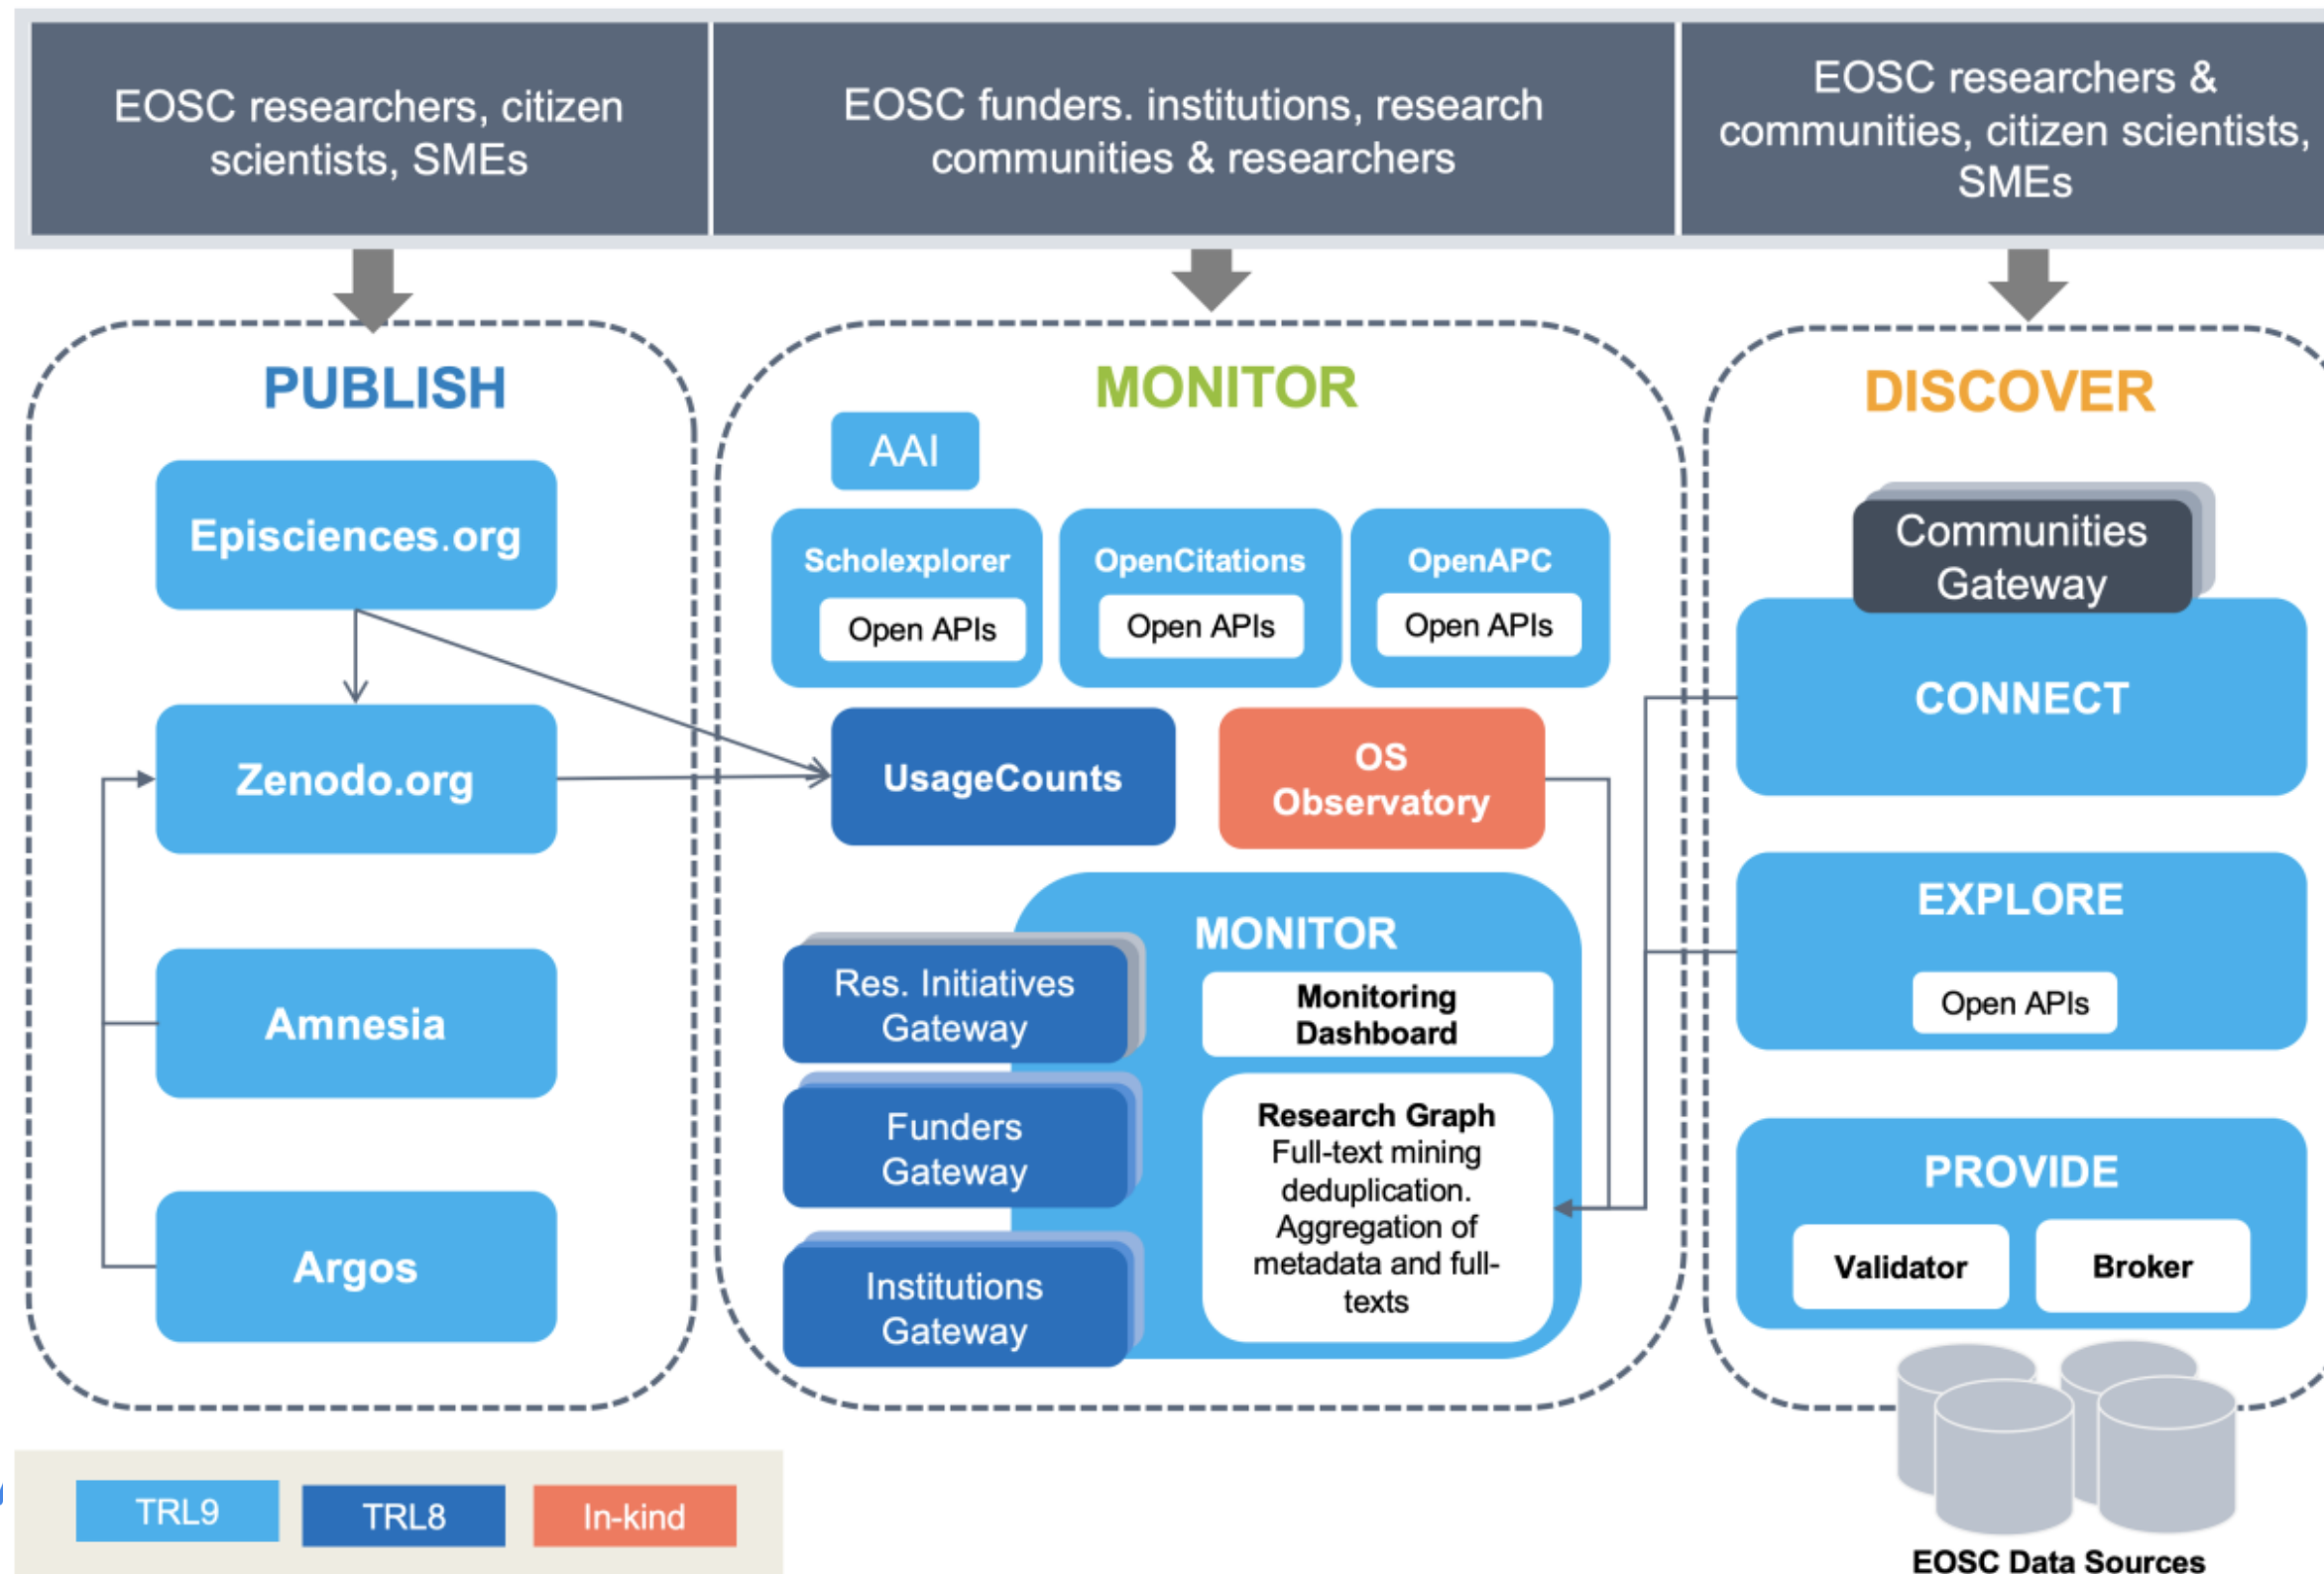 EOSC researchers, citizen
scientists, SMEs
EOSC funders. institutions, research
communities & researchers
EOSC researchers &
communities, citizen scientists,
SMEs
PUBLISH
Episciences.org
Zenodo.org
Amnesia
Argos
MONITOR
AAI
Scholexplorer
Open APIs
OpenCitations
Open APIs
OpenAPC
Open APIs
UsageCounts
OS
Observatory
MONITOR
Res. Initiatives
Gateway
Funders
Gateway
Institutions
Gateway
Monitoring
Dashboard
Research Graph
Full-text mining
deduplication.
Aggregation of
metadata and full-
texts
DISCOVER
Communities
Gateway
CONNECT
EXPLORE
Open APIs
PROVIDE
Validator
Broker
EOSC Data Sources
TRL9
TRL8
In-kind